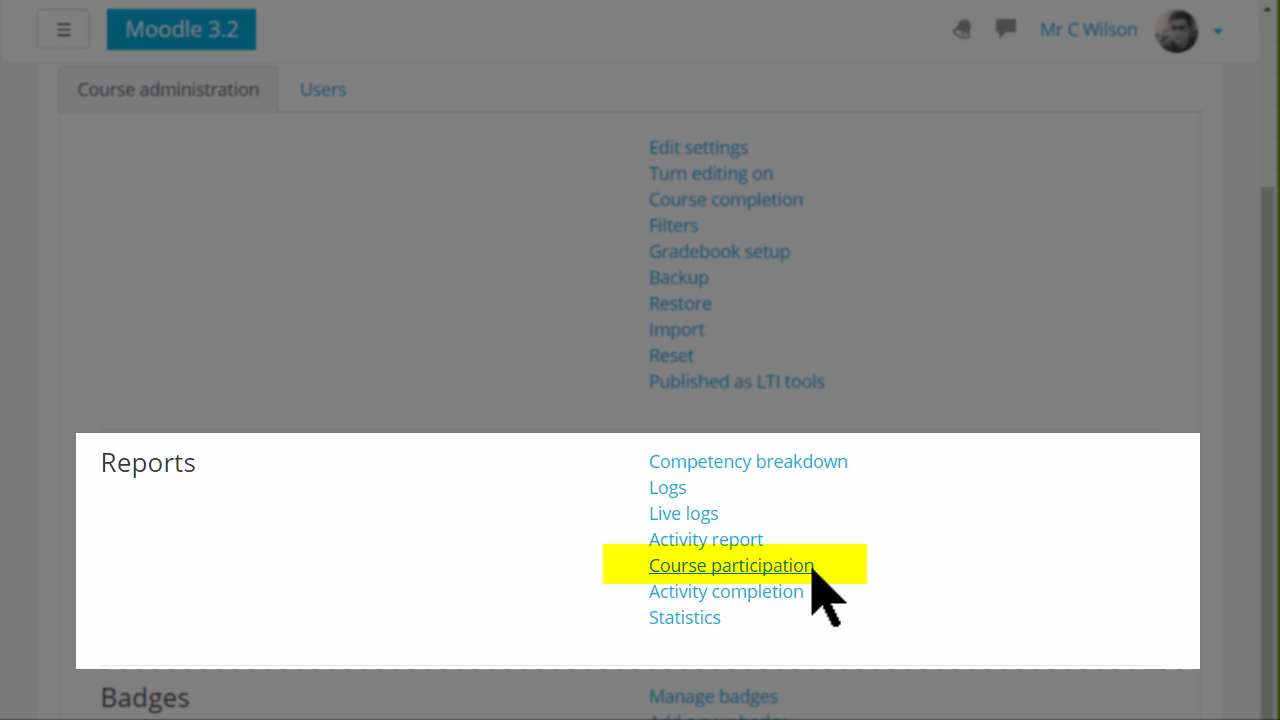 Moodle 3.2
Mr C Wilson
Course administration
Users
Edit settings
Turn editing on
Course completion
Filters
Gradebook setup
Backup
Restore
Import
Reset
Published as LTI tools
Reports
Competency breakdown
Logs
Live logs
Activity report
Course participation
Activity completion
Statistics
Badges
Manage badges